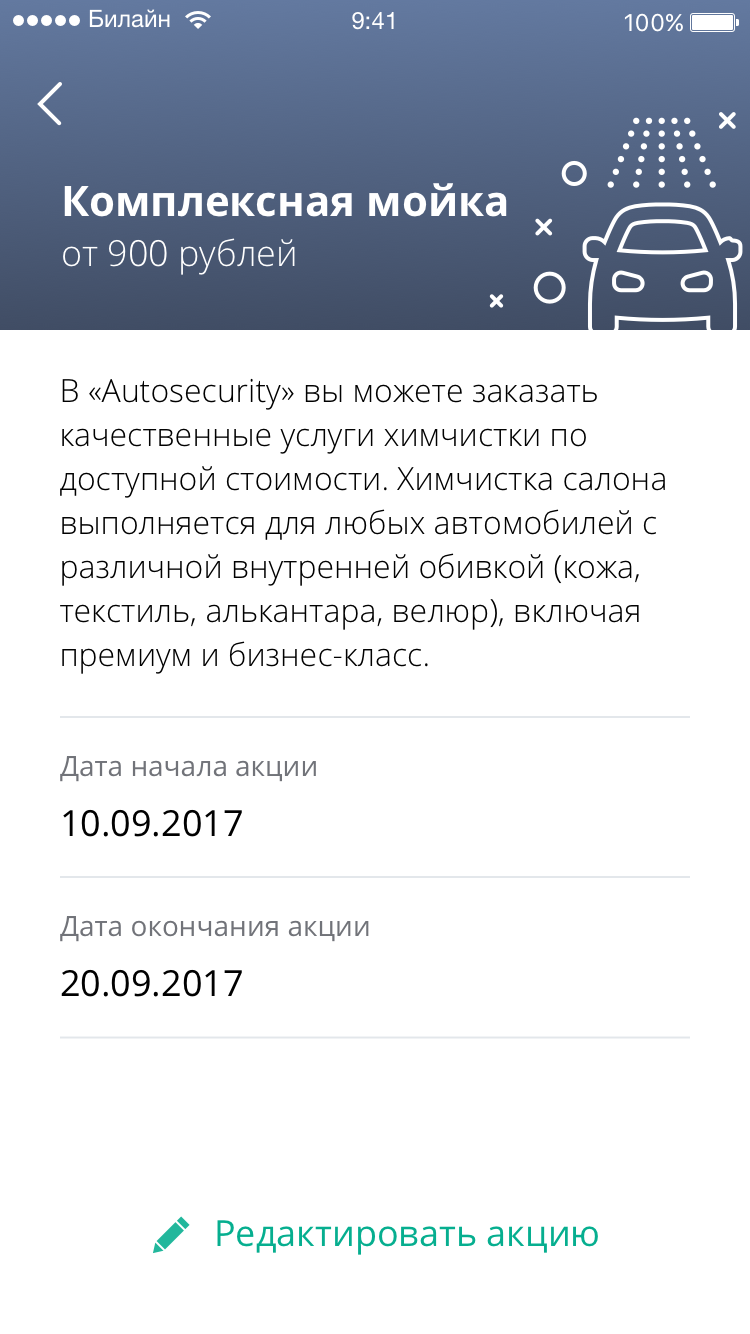 Билайн 9:41 100%
Комплексная мойка
от 900 рублей
В «Autosecurity» вы можете заказать
качественные услуги химчистки по
доступной стоимости. Химчистка салона
выполняется для любых автомобилей с
различной внутренней обивкой (кожа,
текстиль, алькантара, велюр), включая
премиум и бизнес-класс.
Дата начала акции
10.09.2017
Дата окончания акции
20.09.2017
Редактировать акцию